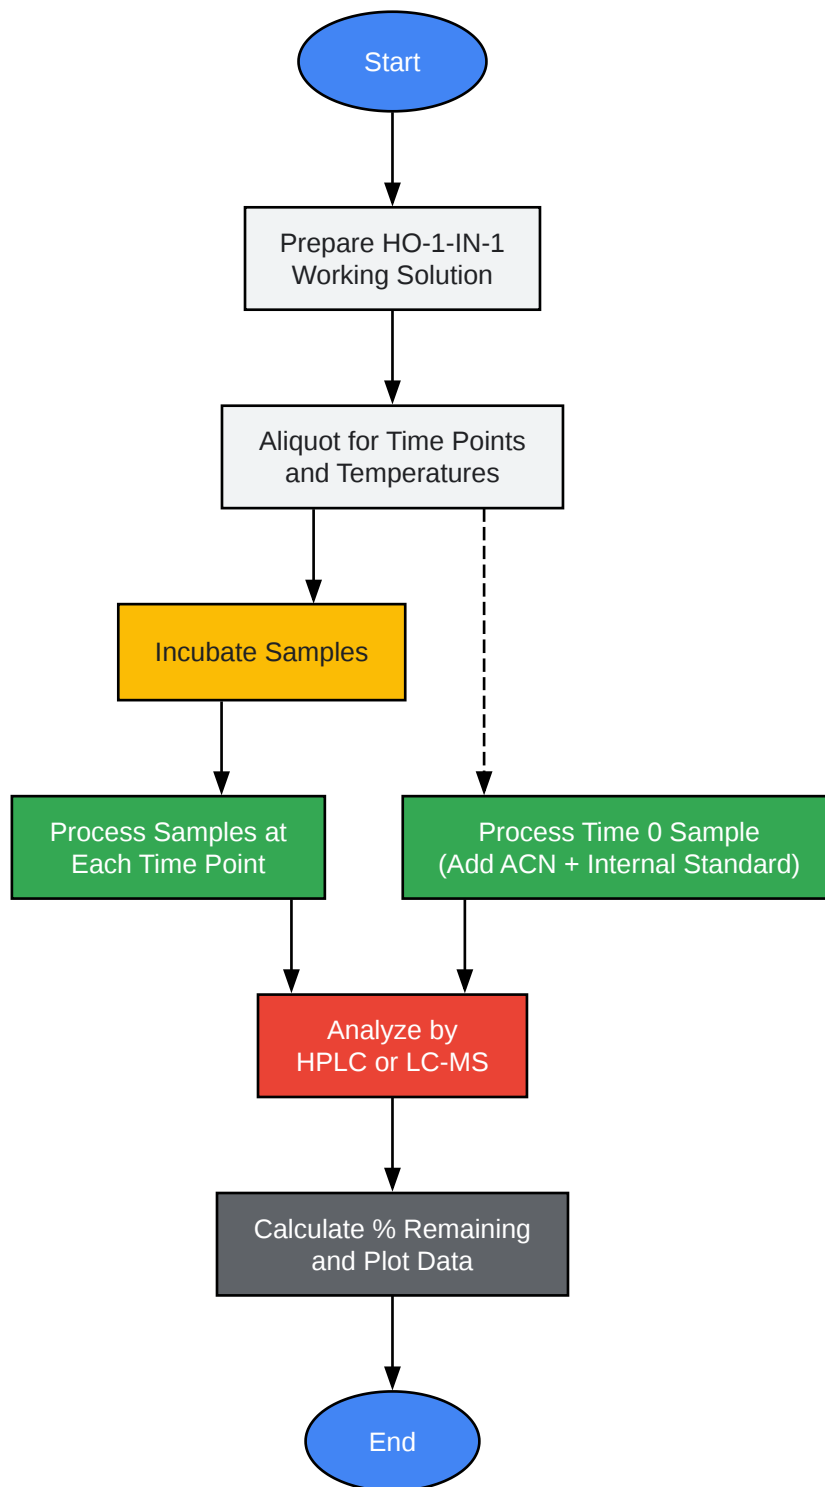 Start
Prepare HO-1-IN-1
Working Solution
Aliquot for Time Points
and Temperatures
Incubate Samples
Process Samples at
Each Time Point
Process Time 0 Sample
(Add ACN + Internal Standard)
Analyze by
HPLC or LC-MS
Calculate % Remaining
and Plot Data
End